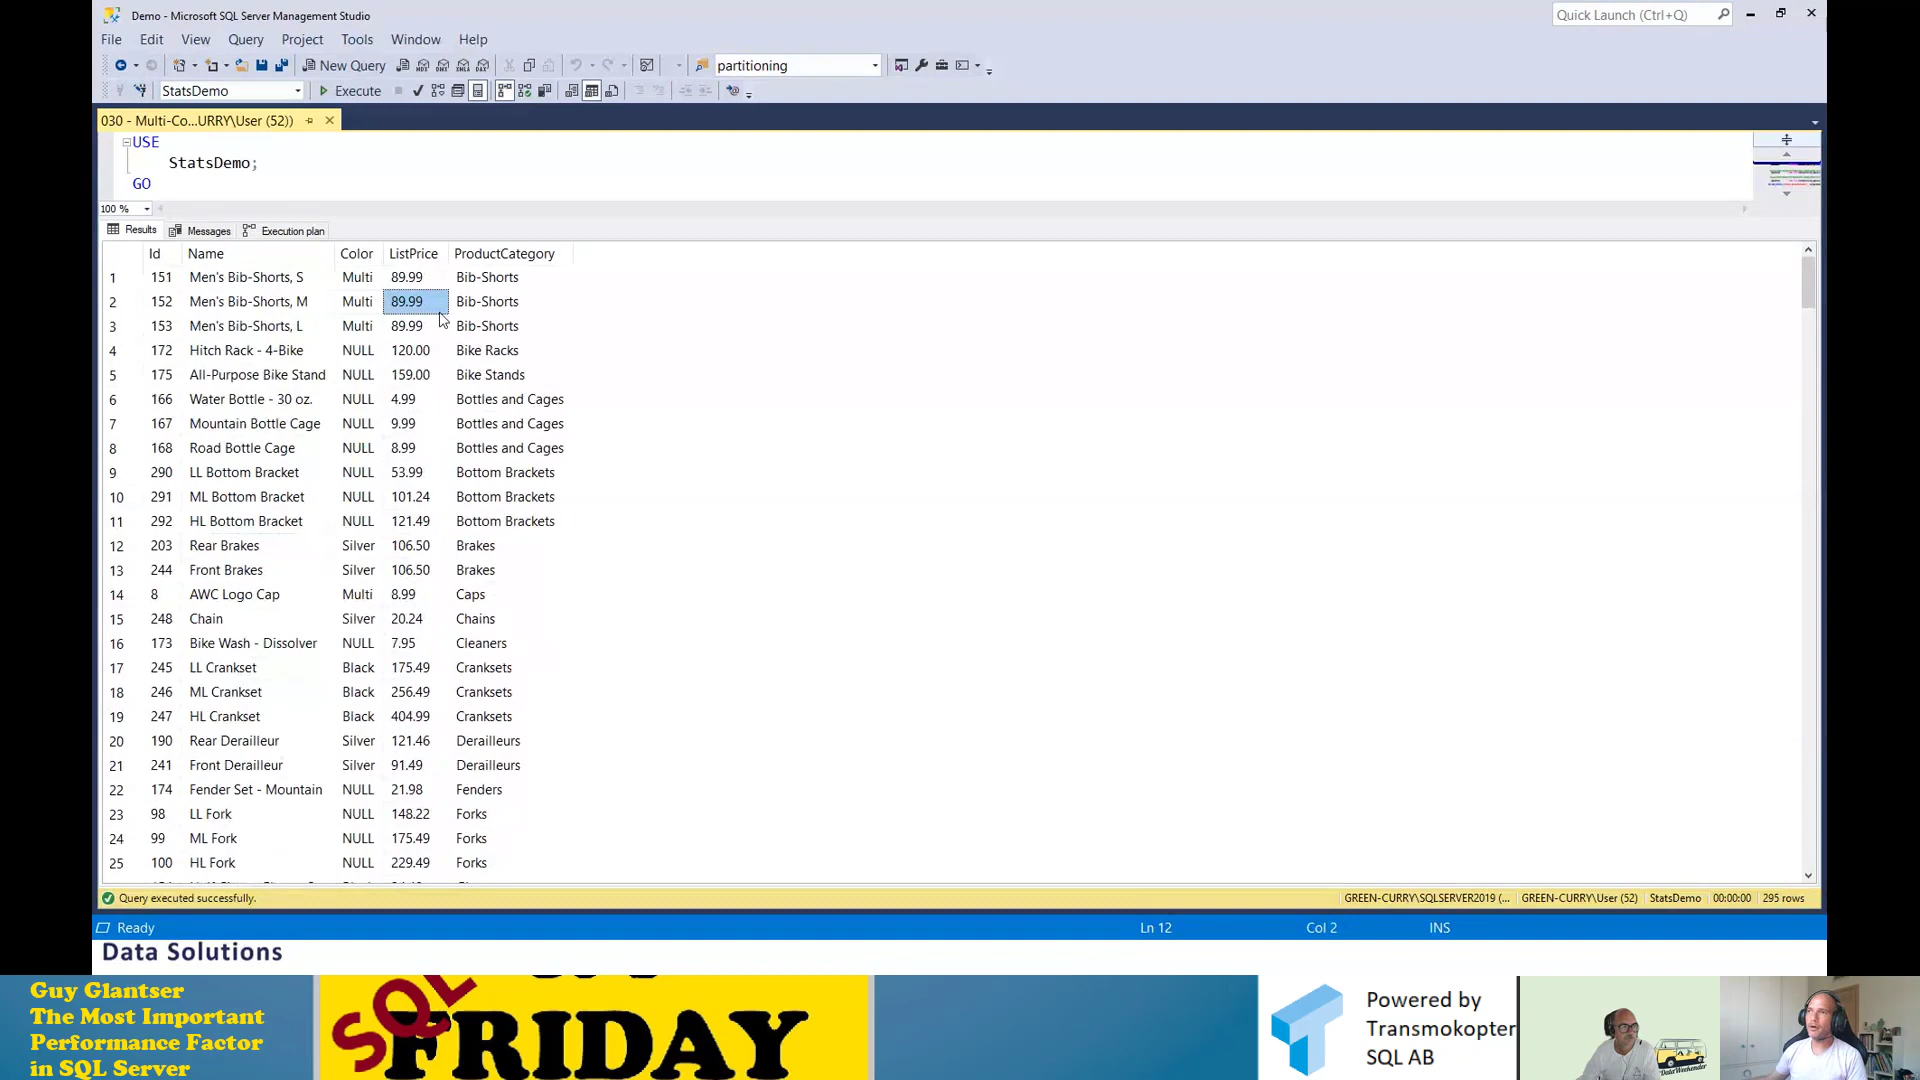 Demo - Microsoft SQL Server Management Studio
Quick Launch (Ctrl+Q)
File Edit View Query Project Tools Window Help
New Query MDX DMX XMLA DAX partitioning
StatsDemo Execute
030 - Multi-Co...URRY\User (52))
USE
StatsDemo;
GO
100 %
Results Messages Execution plan
Id Name Color ListPrice ProductCategory
1 151 Men's Bib-Shorts, S Multi 89.99 Bib-Shorts
2 152 Men's Bib-Shorts, M Multi 89.99 Bib-Shorts
3 153 Men's Bib-Shorts, L Multi 89.99 Bib-Shorts
4 172 Hitch Rack - 4-Bike NULL 120.00 Bike Racks
5 175 All-Purpose Bike Stand NULL 159.00 Bike Stands
6 166 Water Bottle - 30 oz. NULL 4.99 Bottles and Cages
7 167 Mountain Bottle Cage NULL 9.99 Bottles and Cages
8 168 Road Bottle Cage NULL 8.99 Bottles and Cages
9 290 LL Bottom Bracket NULL 53.99 Bottom Brackets
10 291 ML Bottom Bracket NULL 101.24 Bottom Brackets
11 292 HL Bottom Bracket NULL 121.49 Bottom Brackets
12 203 Rear Brakes Silver 106.50 Brakes
13 244 Front Brakes Silver 106.50 Brakes
14 8 AWC Logo Cap Multi 8.99 Caps
15 248 Chain Silver 20.24 Chains
16 173 Bike Wash - Dissolver NULL 7.95 Cleaners
17 245 LL Crankset Black 175.49 Cranksets
18 246 ML Crankset Black 256.49 Cranksets
19 247 HL Crankset Black 404.99 Cranksets
20 190 Rear Derailleur Silver 121.46 Derailleurs
21 241 Front Derailleur Silver 91.49 Derailleurs
22 174 Fender Set - Mountain NULL 21.98 Fenders
23 98 LL Fork NULL 148.22 Forks
24 99 ML Fork NULL 175.49 Forks
25 100 HL Fork NULL 229.49 Forks
Query executed successfully. GREEN-CURRY\SQLSERVER2019 (... GREEN-CURRY\User (52) StatsDemo 00:00:00 295 rows
Ready Ln 12 Col 2 INS
Data Solutions
Guy Glantser
The Most Important
Performance Factor
in SQL Server
SQL
FRIDAY
Powered by
Transmokopter
SQL AB
DataWeekender